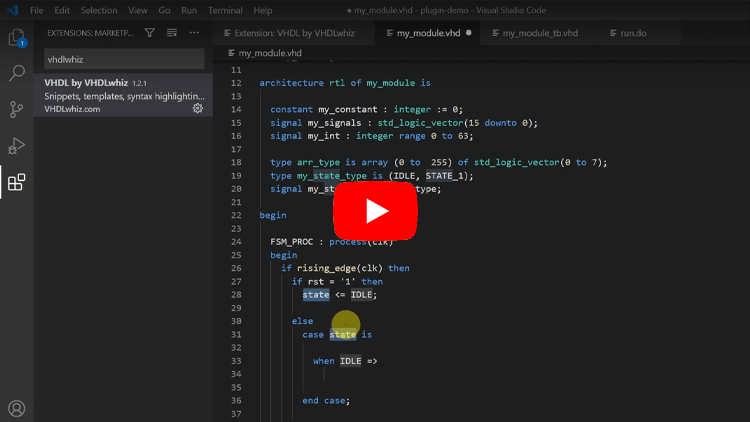 File Edit Selection View Go Run Terminal Help
● my_module.vhd - plugin-demo - Visual Studio Code
EXTENSIONS: MARKETP...
Extension: VHDL by VHDLwhiz
my_module.vhd ●
my_module_tb.vhd
run.do
1
vhdlwhiz
VHDL by VHDLwhiz 1.2.1
Snippets, templates, syntax highlightin...
VHDLwhiz.com
my_module.vhd
11
12 architecture rtl of my_module is
13
14 constant my_constant : integer := 0;
15 signal my_signals : std_logic_vector(15 downto 0);
16 signal my_int : integer range 0 to 63;
17
18 type arr_type is array (0 to 255) of std_logic_vector(0 to 7);
19 type my_state_type is (IDLE, STATE_1);
20 signal my_st type;
21
22 begin
23
24 FSM_PROC : process(clk)
25 begin
26 if rising_edge(clk) then
27 if rst = '1' then
28 state <= IDLE;
29
30 else
31 case state is
32
33 when IDLE =>
34
35
36 end case;
37